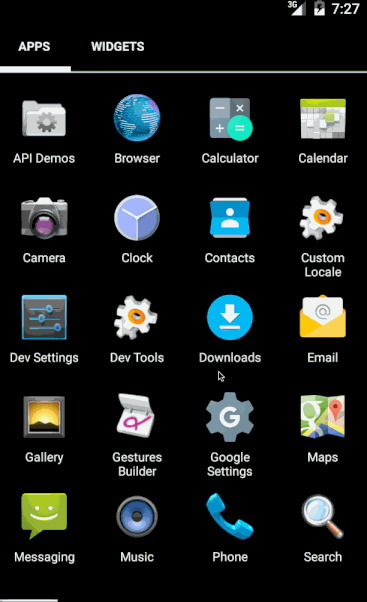 3G 7:27
APPS WIDGETS
API Demos Browser Calculator Calendar
Camera Clock Contacts Custom
Locale
Dev Settings Dev Tools Downloads Email
Gallery Gestures Google Maps
Builder Settings
Messaging Music Phone Search